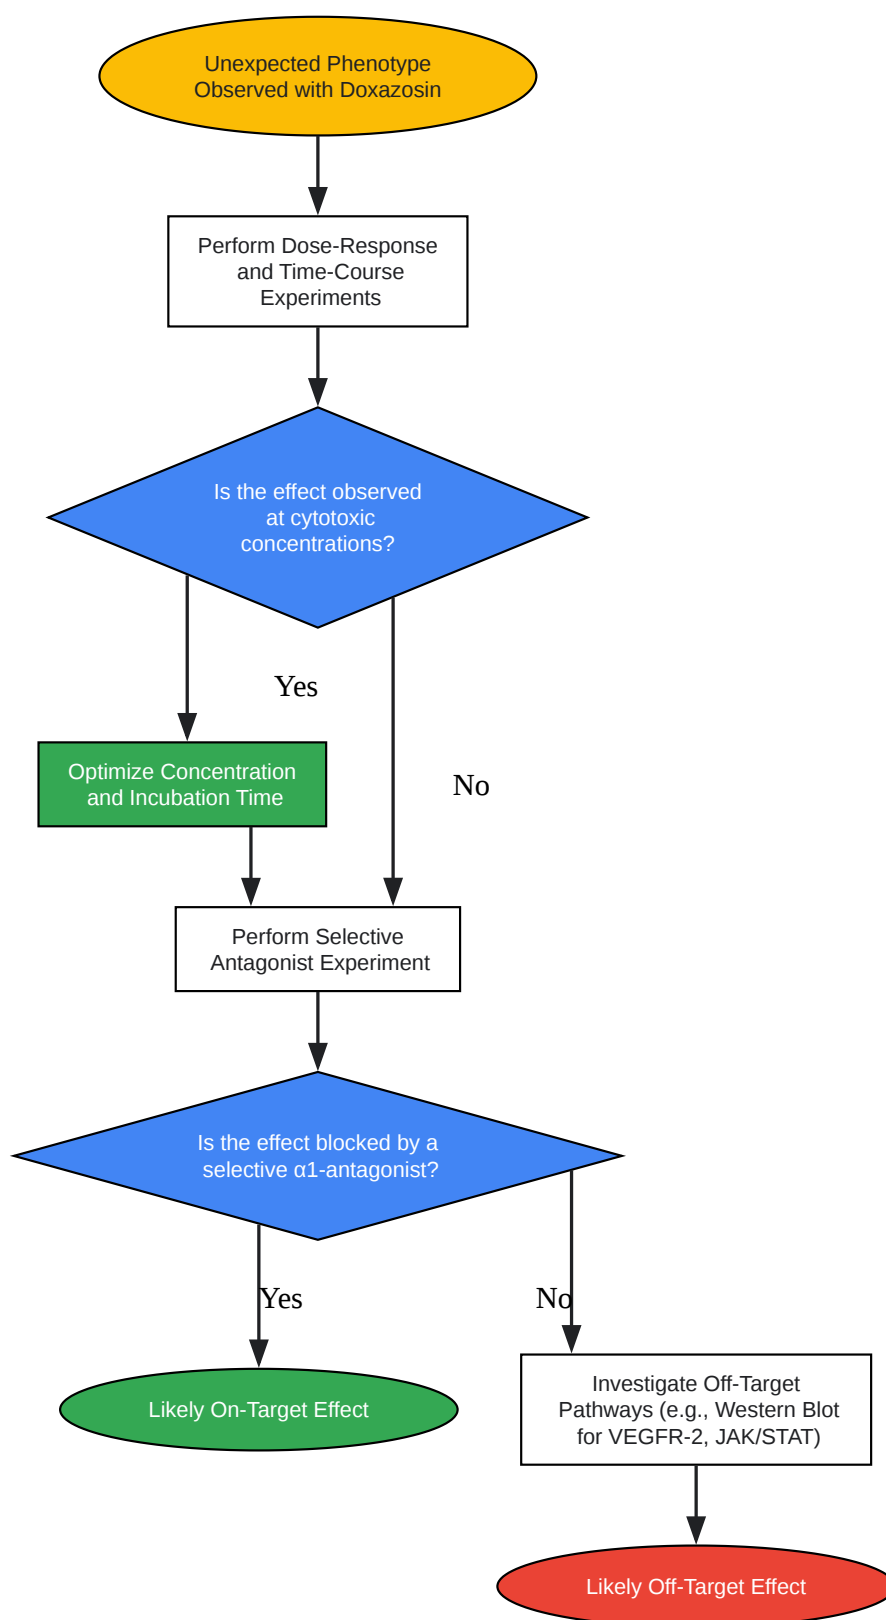 Unexpected Phenotype
Observed with Doxazosin
Perform Dose-Response
and Time-Course
Experiments
Is the effect observed
at cytotoxic
concentrations?
Yes
Optimize Concentration
and Incubation Time
No
Perform Selective
Antagonist Experiment
Is the effect blocked by a
selective α1-antagonist?
Yes
No
Likely On-Target Effect
Investigate Off-Target
Pathways (e.g., Western Blot
for VEGFR-2, JAK/STAT)
Likely Off-Target Effect